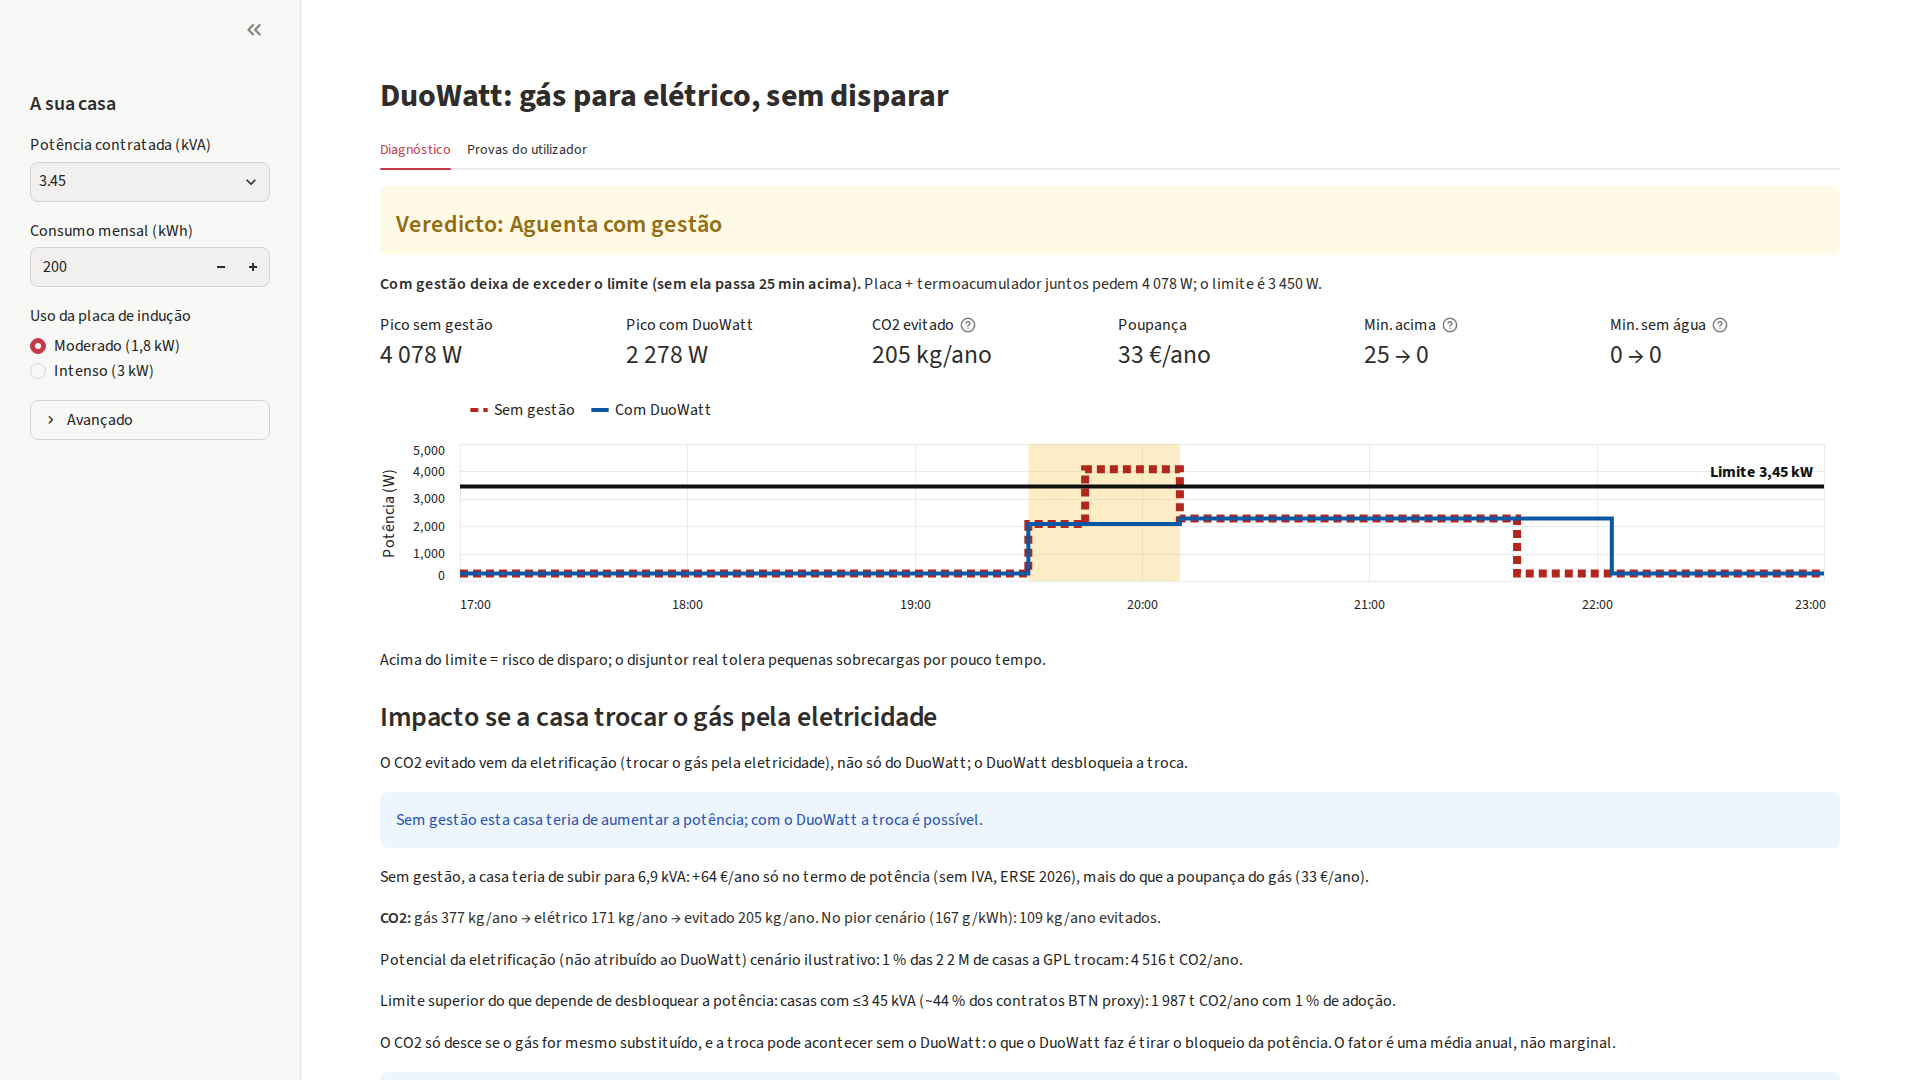 A sua casa
Potência contratada (kVA)
3.45
Consumo mensal (kWh)
200
Uso da placa de indução
Moderado (1,8 kW)
Intenso (3 kW)
Avançado
DuoWatt: gás para elétrico, sem disparar
Diagnóstico
Provas do utilizador
Veredicto: Aguenta com gestão
Com gestão deixa de exceder o limite (sem ela passa 25 min acima). Placa + termoacumulador juntos pedem 4 078 W; o limite é 3 450 W.
Pico sem gestão
4 078 W
Pico com DuoWatt
2 278 W
CO2 evitado
205 kg/ano
Poupança
33 €/ano
Min. acima
25 → 0
Min. sem água
0 → 0
Sem gestão
Com DuoWatt
Potência (W)
5,000
4,000
3,000
2,000
1,000
0
Limite 3,45 kW
17:00
18:00
19:00
20:00
21:00
22:00
23:00
Acima do limite = risco de disparo; o disjuntor real tolera pequenas sobrecargas por pouco tempo.
Impacto se a casa trocar o gás pela eletricidade
O CO2 evitado vem da eletrificação (trocar o gás pela eletricidade), não só do DuoWatt; o DuoWatt desbloqueia a troca.
Sem gestão esta casa teria de aumentar a potência; com o DuoWatt a troca é possível.
Sem gestão, a casa teria de subir para 6,9 kVA: +64 €/ano só no termo de potência (sem IVA, ERSE 2026), mais do que a poupança do gás (33 €/ano).
CO2: gás 377 kg/ano → elétrico 171 kg/ano → evitado 205 kg/ano. No pior cenário (167 g/kWh): 109 kg/ano evitados.
Potencial da eletrificação (não atribuído ao DuoWatt) cenário ilustrativo: 1 % das 2 2 M de casas a GPL trocam: 4 516 t CO2/ano.
Limite superior do que depende de desbloquear a potência: casas com ≤3 45 kVA (~44 % dos contratos BTN proxy): 1 987 t CO2/ano com 1 % de adoção.
O CO2 só desce se o gás for mesmo substituído, e a troca pode acontecer sem o DuoWatt: o que o DuoWatt faz é tirar o bloqueio da potência. O fator é uma média anual, não marginal.